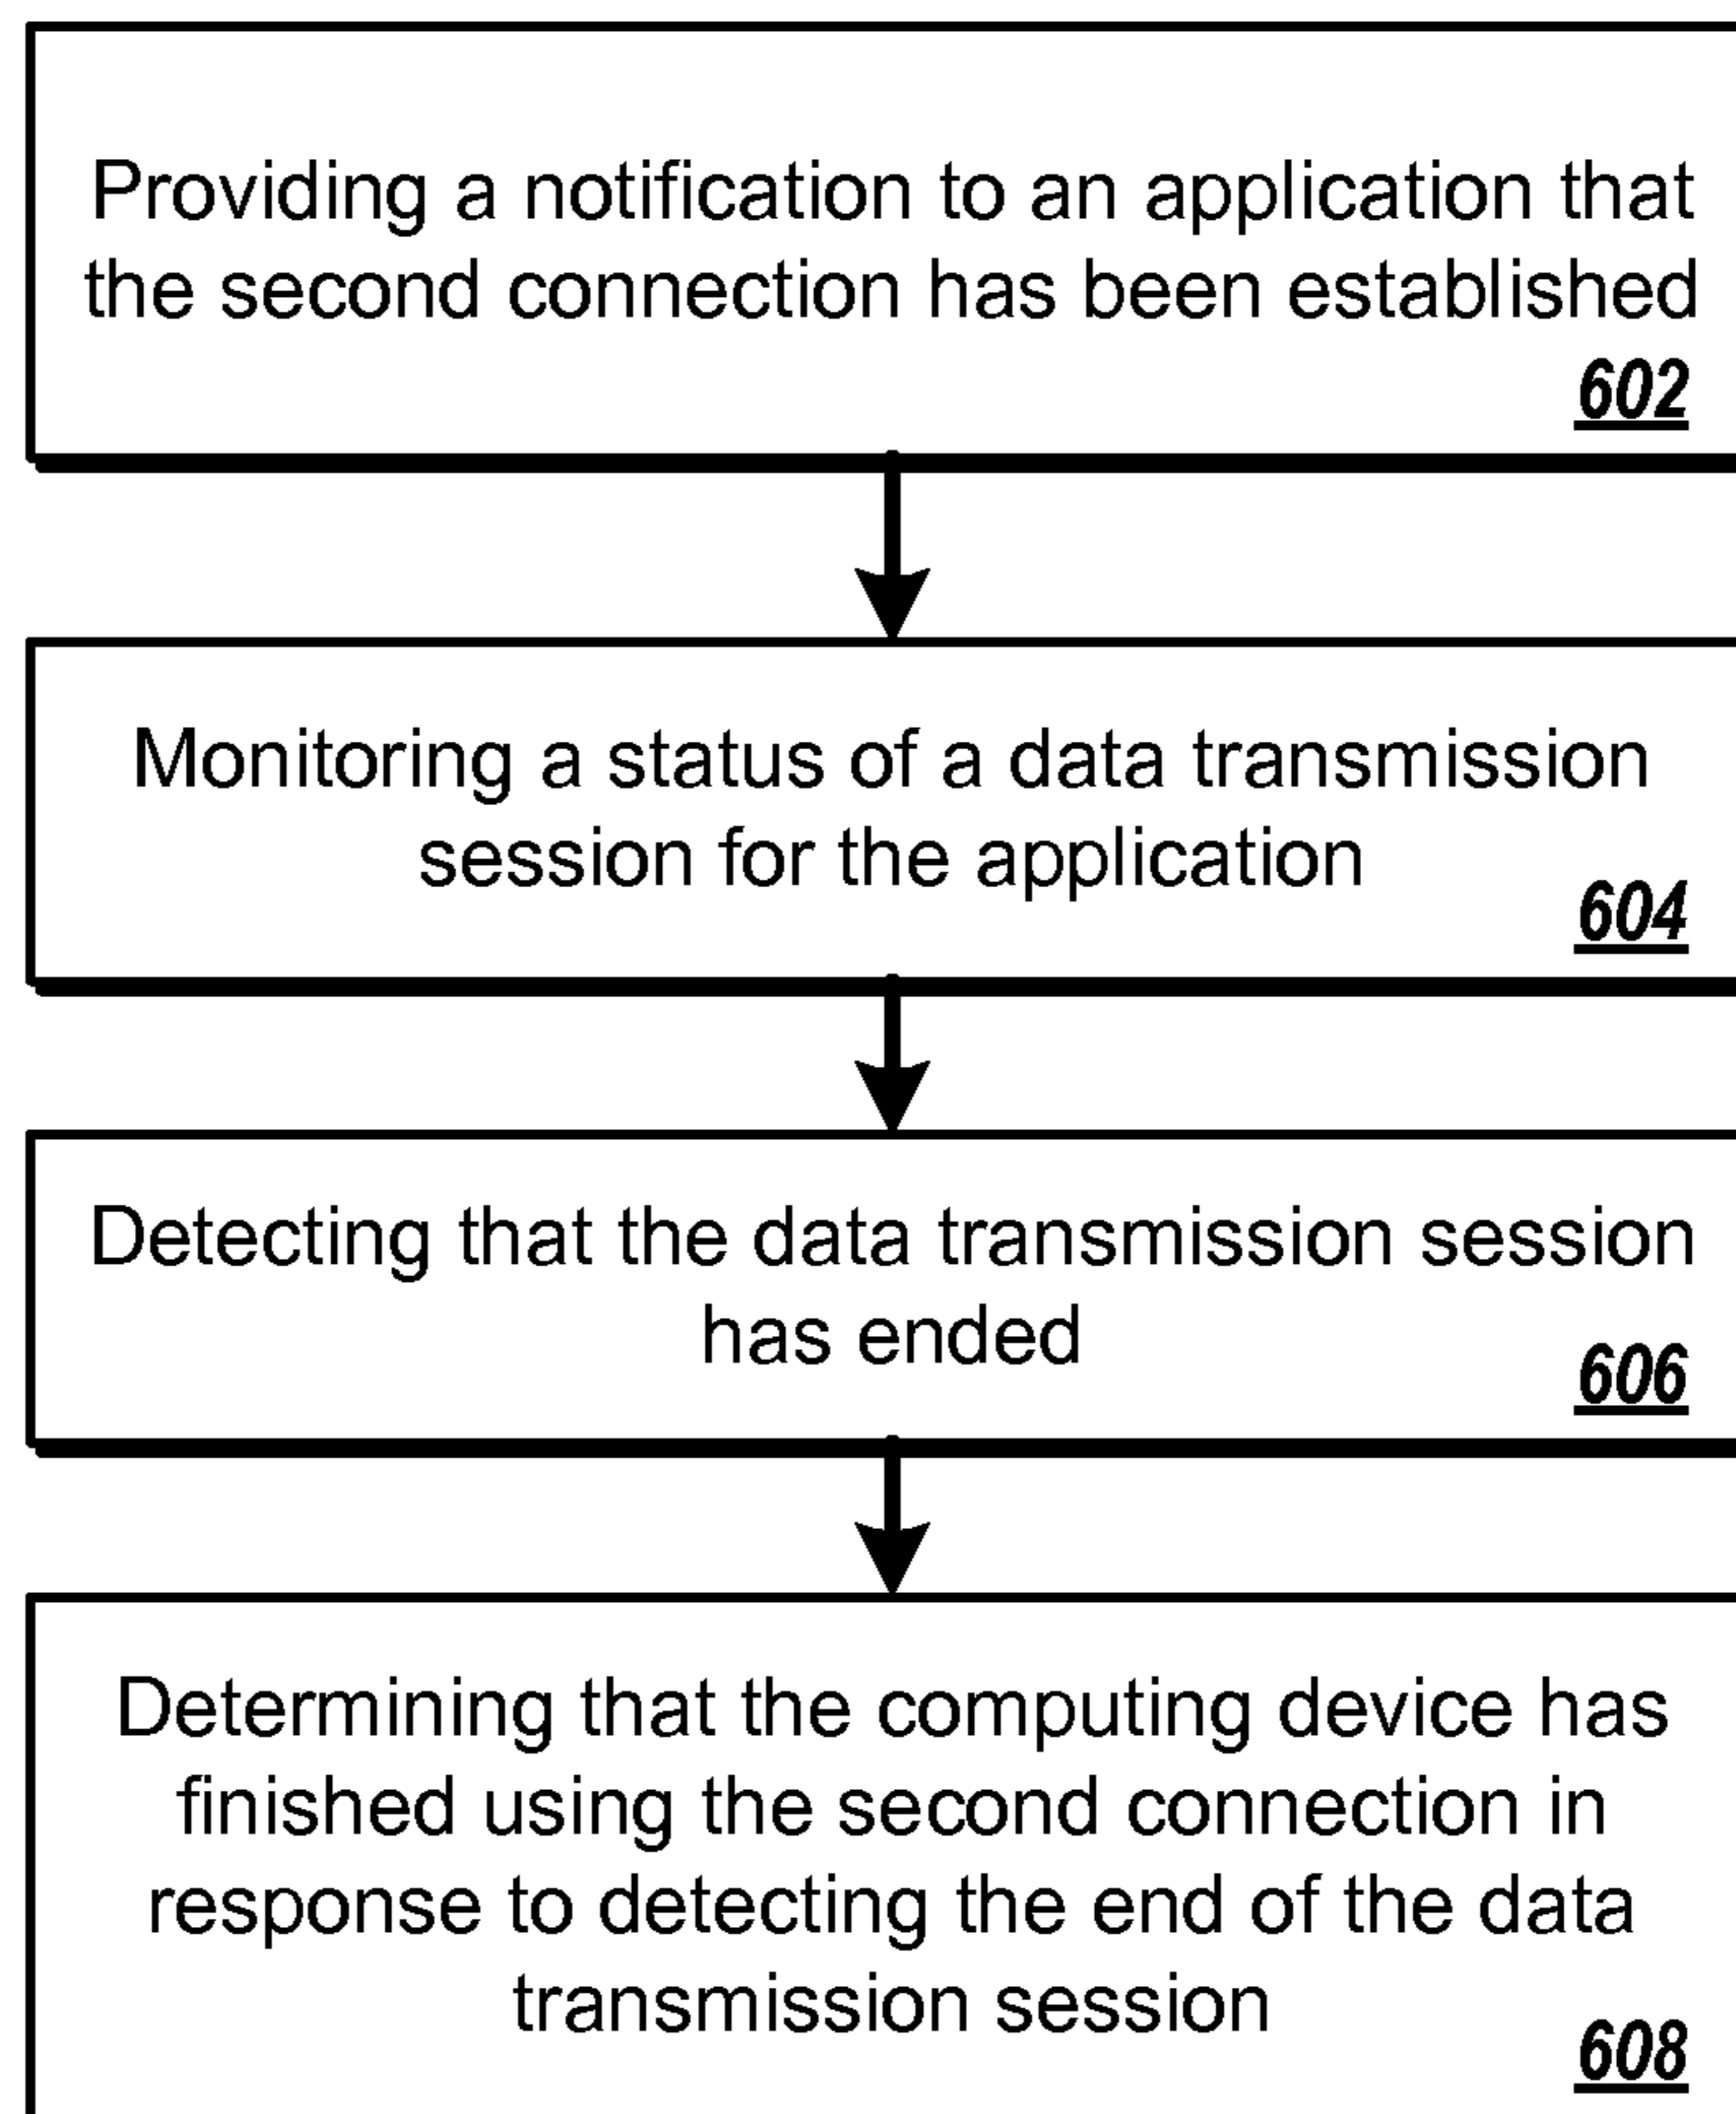 Providing a notification to an application that
the second connection has been established
602
Monitoring a status of a data transmission
session for the application
604
Detecting that the data transmission session
has ended
606
Determining that the computing device has
finished using the second connection in
response to detecting the end of the data
transmission session
608